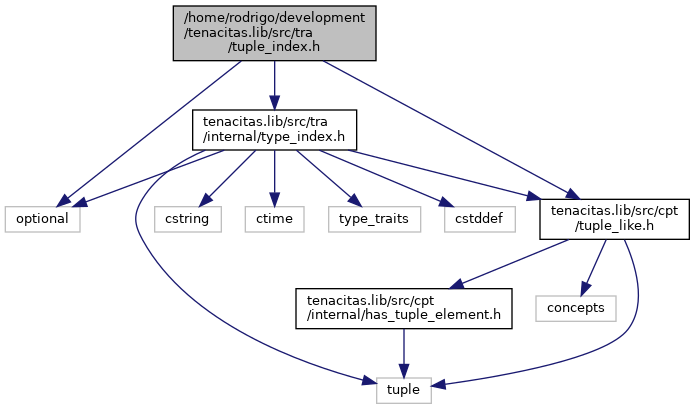 /home/rodrigo/development
/tenacitas.lib/src/tra
/tuple_index.h
tenacitas.lib/src/tra
/internal/type_index.h
optional
cstring
ctime
type_traits
cstddef
tenacitas.lib/src/cpt
/tuple_like.h
tenacitas.lib/src/cpt
/internal/has_tuple_element.h
concepts
tuple